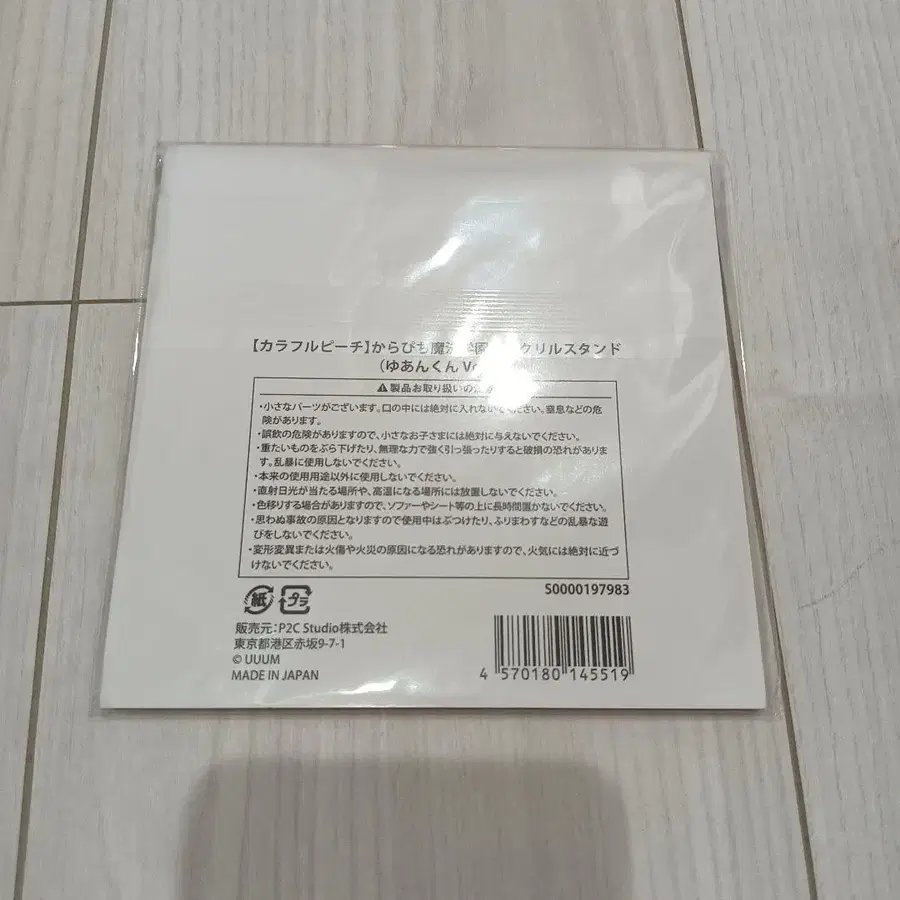 【カラフルピーチ】からぴち魔法学園 クリルスタンド
(ゆあんくん Ve
⚠製品お取り扱いの注意
・小さなパーツがございます。口の中には絶対に入れないでください。窒息などの危
険があります。
・誤飲の危険がありますので、小さなお子さまには絶対に与えないでください。
・重たいものをぶら下げたり、無理な力で強く引っ張ったりすると破損の恐れがありま
す。乱暴に使用しないでください。
・本来の使用用途以外に使用しないでください。
・直射日光が当たる場所や、高温になる場所には放置しないでください。
・色移りする場合がありますので、ソファーやシート等の上に長時間置かないでください。
・思わぬ事故の原因となりますので使用中はぶつけたり、ふりまわすなどの乱暴な遊
びをしないでください。
・変形変異または火傷や火災の原因になる恐れがありますので、火気には絶対に近づ
けないでください。
S0000197983
紙 プラ
販売元:P2C Studio株式会社
東京都港区赤坂9-7-1
© UUUM
MADE IN JAPAN
4 570180 145519